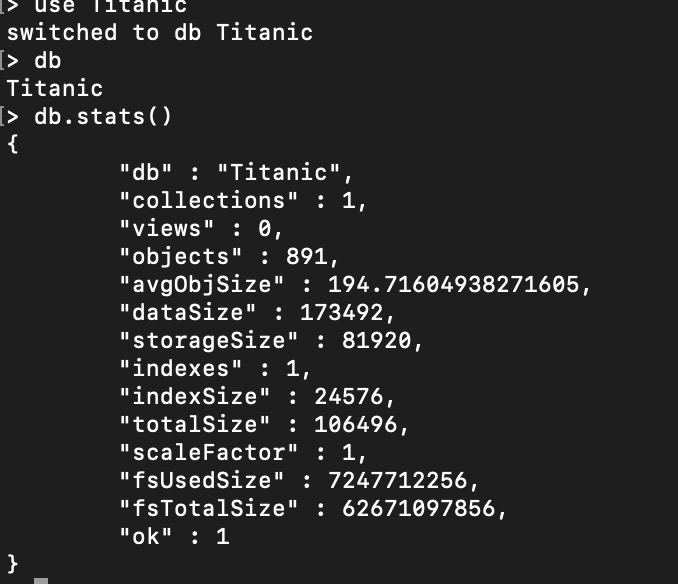 > use Titanic
switched to db Titanic
[> db
Titanic
[> db.stats()
{
"db" : "Titanic",
"collections" : 1,
"views" : 0,
"objects" : 891,
"avgObjSize" : 194.71604938271605,
"dataSize" : 173492,
"storageSize" : 81920,
"indexes" : 1,
"indexSize" : 24576,
"totalSize" : 106496,
"scaleFactor" : 1,
"fsUsedSize" : 7247712256,
"fsTotalSize" : 62671097856,
"ok" : 1
}